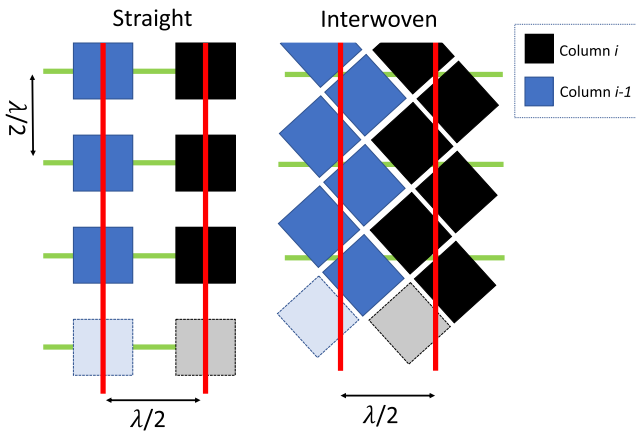 Straight
Interwoven
Column i
Column i-1
λ/2
λ/2
λ/2